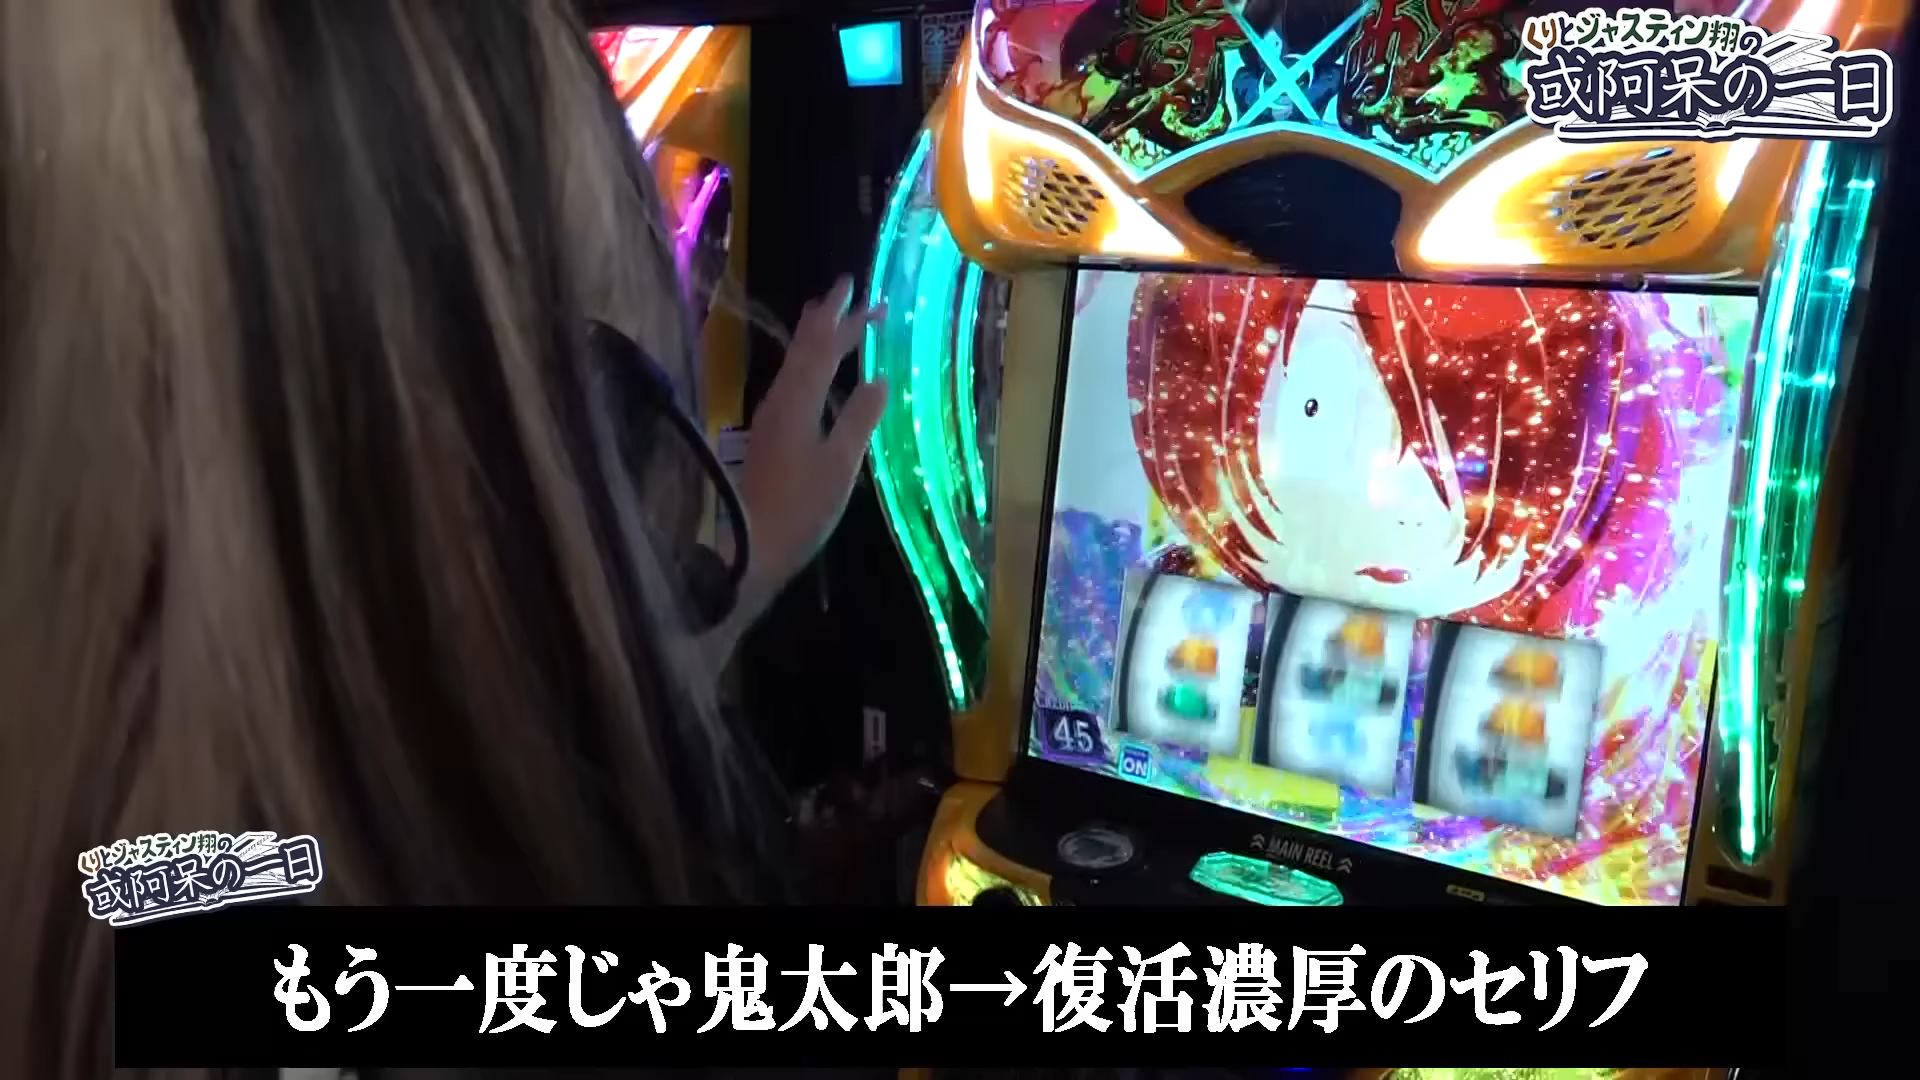 くりとジャスティン翔の
或阿呆の一日
CREDIT
45
ON
MAIN REEL
くりとジャスティン翔の
或阿呆の一日
もう一度じゃ鬼太郎→復活濃厚のセリフ